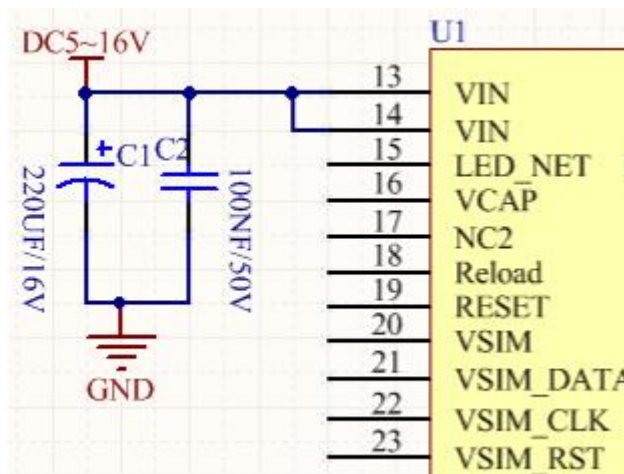 DC5~16V
U1
13 VIN
14 VIN
15 LED_NET
16 VCAP
17 NC2
18 Reload
19 RESET
20 VSIM
21 VSIM_DATA
22 VSIM_CLK
23 VSIM_RST
+
C1
C2
220UF/16V
100NF/50V
GND